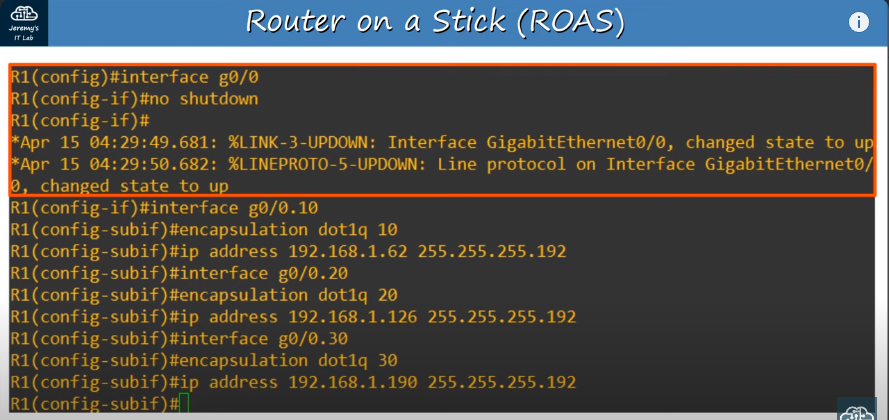 Jeremy's
IT Lab
Router on a Stick (ROAS)
i
R1(config)#interface g0/0
R1(config-if)#no shutdown
R1(config-if)#
*Apr 15 04:29:49.681: %LINK-3-UPDOWN: Interface GigabitEthernet0/0, changed state to up
*Apr 15 04:29:50.682: %LINEPROTO-5-UPDOWN: Line protocol on Interface GigabitEthernet0/
0, changed state to up
R1(config-if)#interface g0/0.10
R1(config-subif)#encapsulation dot1q 10
R1(config-subif)#ip address 192.168.1.62 255.255.255.192
R1(config-subif)#interface g0/0.20
R1(config-subif)#encapsulation dot1q 20
R1(config-subif)#ip address 192.168.1.126 255.255.255.192
R1(config-subif)#interface g0/0.30
R1(config-subif)#encapsulation dot1q 30
R1(config-subif)#ip address 192.168.1.190 255.255.255.192
R1(config-subif)#